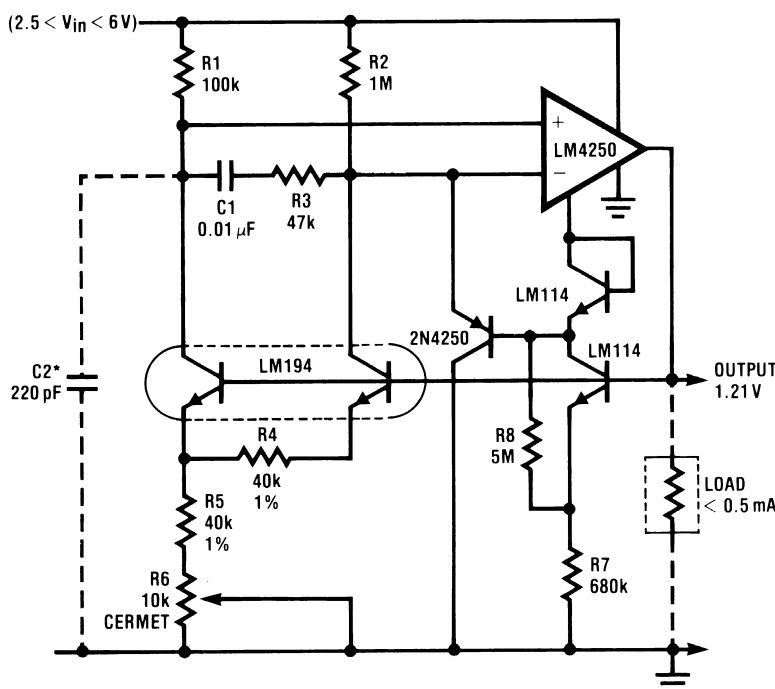 (2.5 < Vin < 6V)
R1
100k
R2
1M
+
LM4250
−
C1
0.01 μF
R3
47k
LM114
2N4250
LM114
LM194
C2*
220 pF
OUTPUT
1.21V
R4
40k
1%
R8
5M
R5
40k
1%
LOAD
< 0.5 mA
R6
10k
CERMET
R7
680k